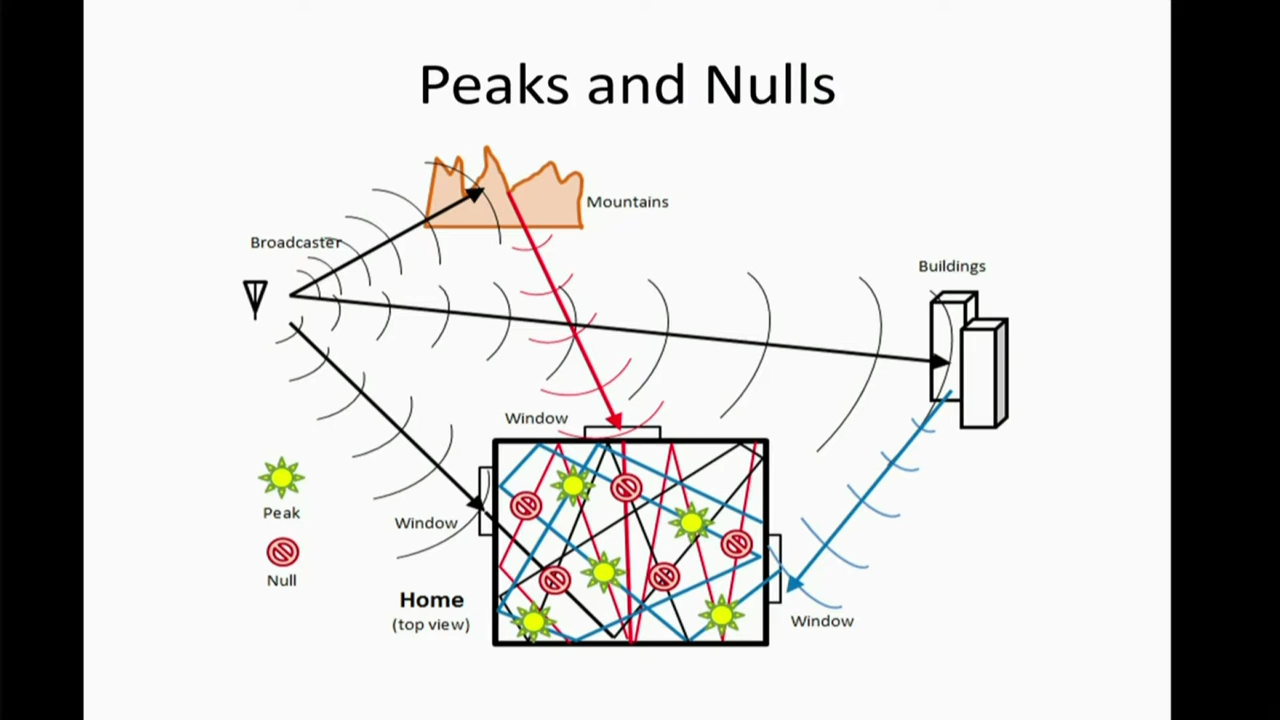 Peaks and Nulls
Mountains
Broadcaster
Buildings
Window
Peak
Window
Null
Home
(top view)
Window